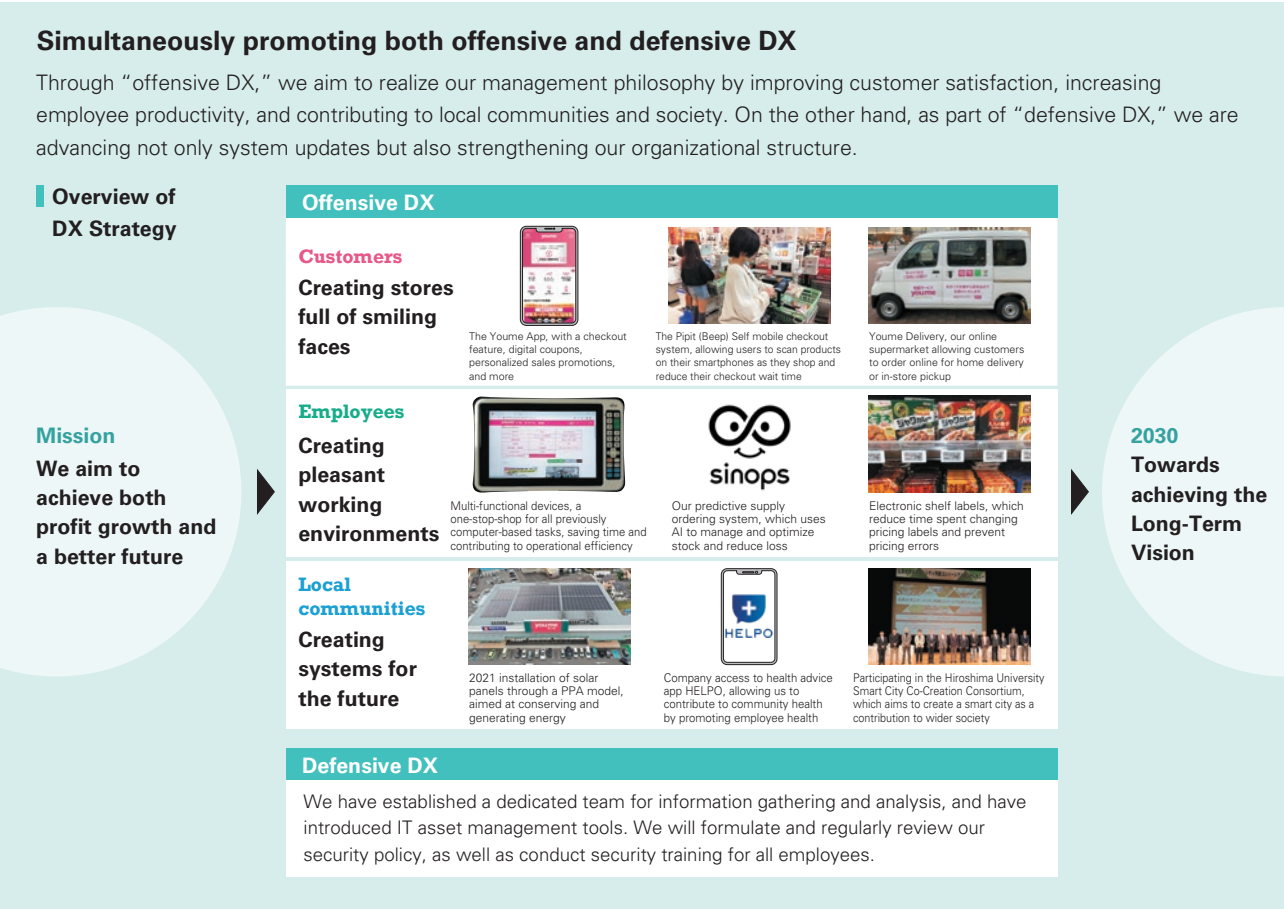 Simultaneously promoting both offensive and defensive DX
Through “offensive DX,” we aim to realize our management philosophy by improving customer satisfaction, increasing
employee productivity, and contributing to local communities and society. On the other hand, as part of “defensive DX,” we are
advancing not only system updates but also strengthening our organizational structure.
Overview of
DX Strategy
Mission
We aim to
achieve both
profit growth and
a better future
Offensive DX
Customers
Creating stores
full of smiling
faces
youme
The Youme App, with a checkout
feature, digital coupons,
personalized sales promotions,
and more
The Pipit (Beep) Self mobile checkout
system, allowing users to scan products
on their smartphones as they shop and
reduce their checkout wait time
youme
Youme Delivery, our online
supermarket allowing customers
to order online for home delivery
or in-store pickup
Employees
Creating
pleasant
working
environments
Multi-functional devices, a
one-stop-shop for all previously
computer-based tasks, saving time and
contributing to operational efficiency
sinops
Our predictive supply
ordering system, which uses
AI to manage and optimize
stock and reduce loss
Electronic shelf labels, which
reduce time spent changing
pricing labels and prevent
pricing errors
Local
communities
Creating
systems for
the future
youme
2021 installation of solar
panels through a PPA model,
aimed at conserving and
generating energy
HELPO
Company access to health advice
app HELPO, allowing us to
contribute to community health
by promoting employee health
Participating in the Hiroshima University
Smart City Co-Creation Consortium,
which aims to create a smart city as a
contribution to wider society
Defensive DX
We have established a dedicated team for information gathering and analysis, and have
introduced IT asset management tools. We will formulate and regularly review our
security policy, as well as conduct security training for all employees.
2030
Towards
achieving the
Long-Term
Vision